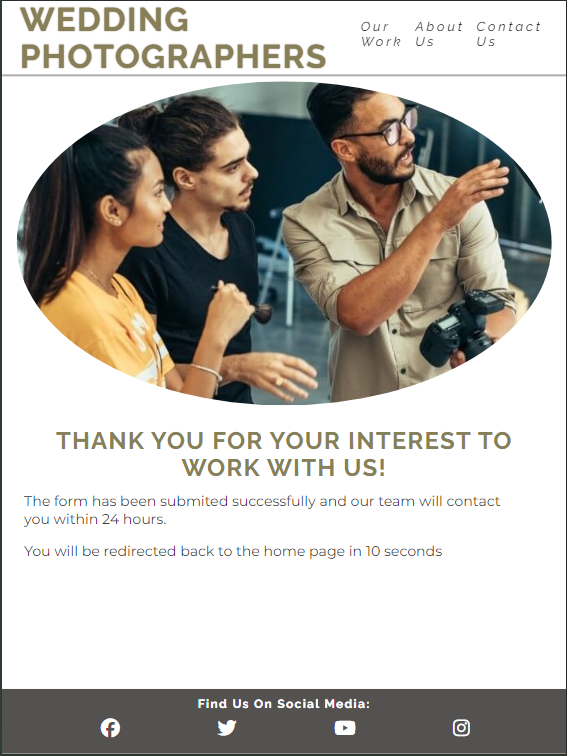 WEDDING
PHOTOGRAPHERS
Our Work
About Us
Contact Us
THANK YOU FOR YOUR INTEREST TO
WORK WITH US!
The form has been submited successfully and our team will contact
you within 24 hours.
You will be redirected back to the home page in 10 seconds
Find Us On Social Media: